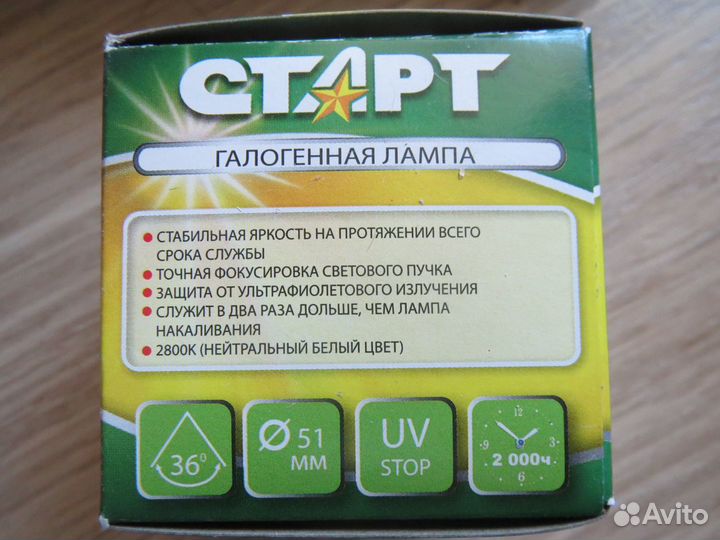 СТАРТ
ГАЛОГЕННАЯ ЛАМПА
• СТАБИЛЬНАЯ ЯРКОСТЬ НА ПРОТЯЖЕНИИ ВСЕГО
СРОКА СЛУЖБЫ
• ТОЧНАЯ ФОКУСИРОВКА СВЕТОВОГО ПУЧКА
• ЗАЩИТА ОТ УЛЬТРАФИОЛЕТОВОГО ИЗЛУЧЕНИЯ
• СЛУЖИТ В ДВА РАЗА ДОЛЬШЕ, ЧЕМ ЛАМПА
НАКАЛИВАНИЯ
• 2800К (НЕЙТРАЛЬНЫЙ БЕЛЫЙ ЦВЕТ)
36⁰
Ø 51
ММ
UV
STOP
12
9 3
2 000ч
6
Avito